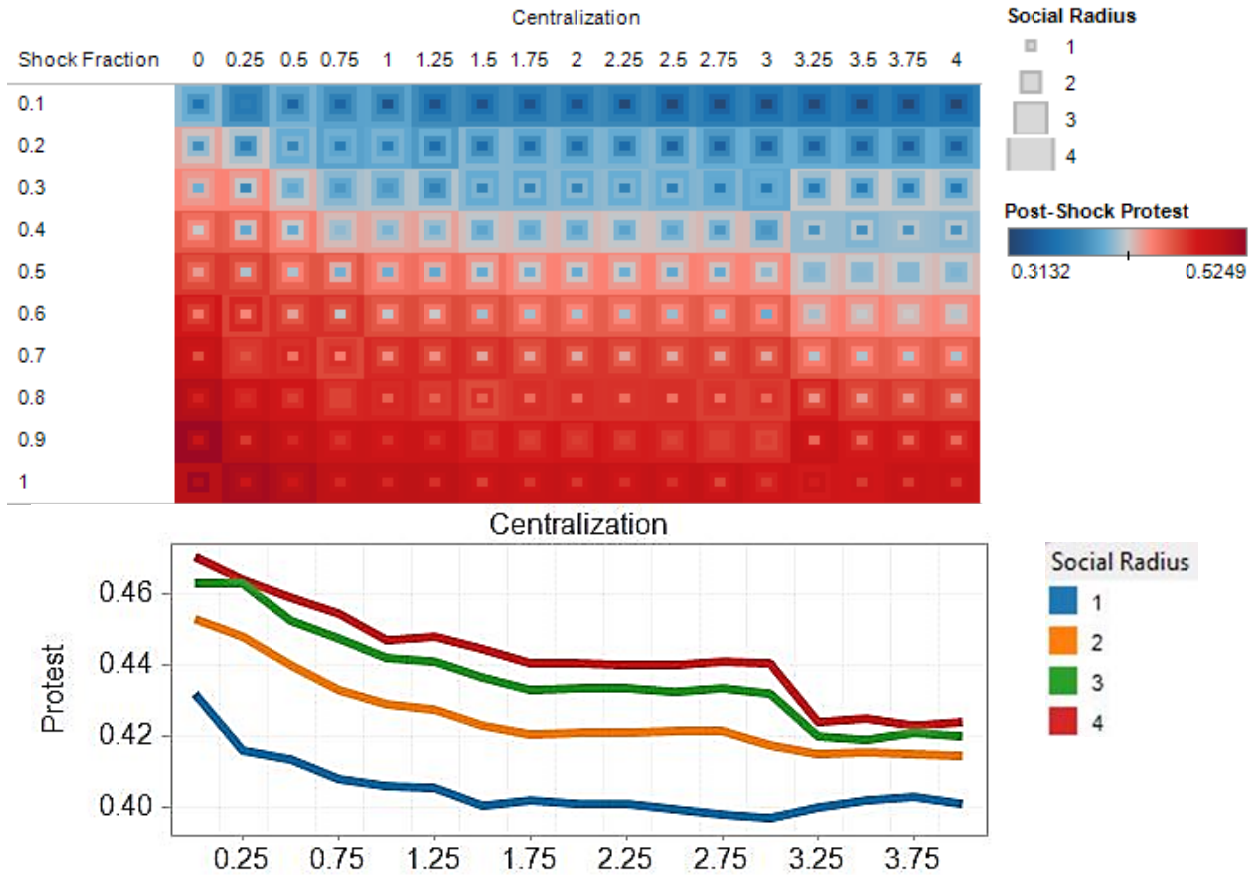 Centralization
Shock Fraction 0 0.25 0.5 0.75 1 1.25 1.5 1.75 2 2.25 2.5 2.75 3 3.25 3.5 3.75 4
0.1
0.2
0.3
0.4
0.5
0.6
0.7
0.8
0.9
1
Social Radius
1
2
3
4
Post-Shock Protest
0.3132 0.5249
Centralization
Protest
0.46
0.44
0.42
0.40
0.25 0.75 1.25 1.75 2.25 2.75 3.25 3.75
Social Radius
1
2
3
4